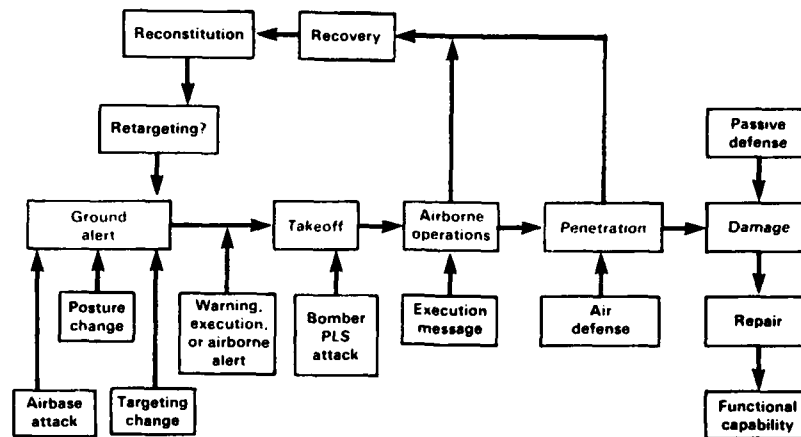 Reconstitution
Recovery
Retargeting?
Passive
defense
Ground
alert
Takeoff
Airborne
operations
Penetration
Damage
Posture
change
Warning,
execution,
or airborne
alert
Bomber
PLS
attack
Execution
message
Air
defense
Repair
Airbase
attack
Targeting
change
Functional
capability